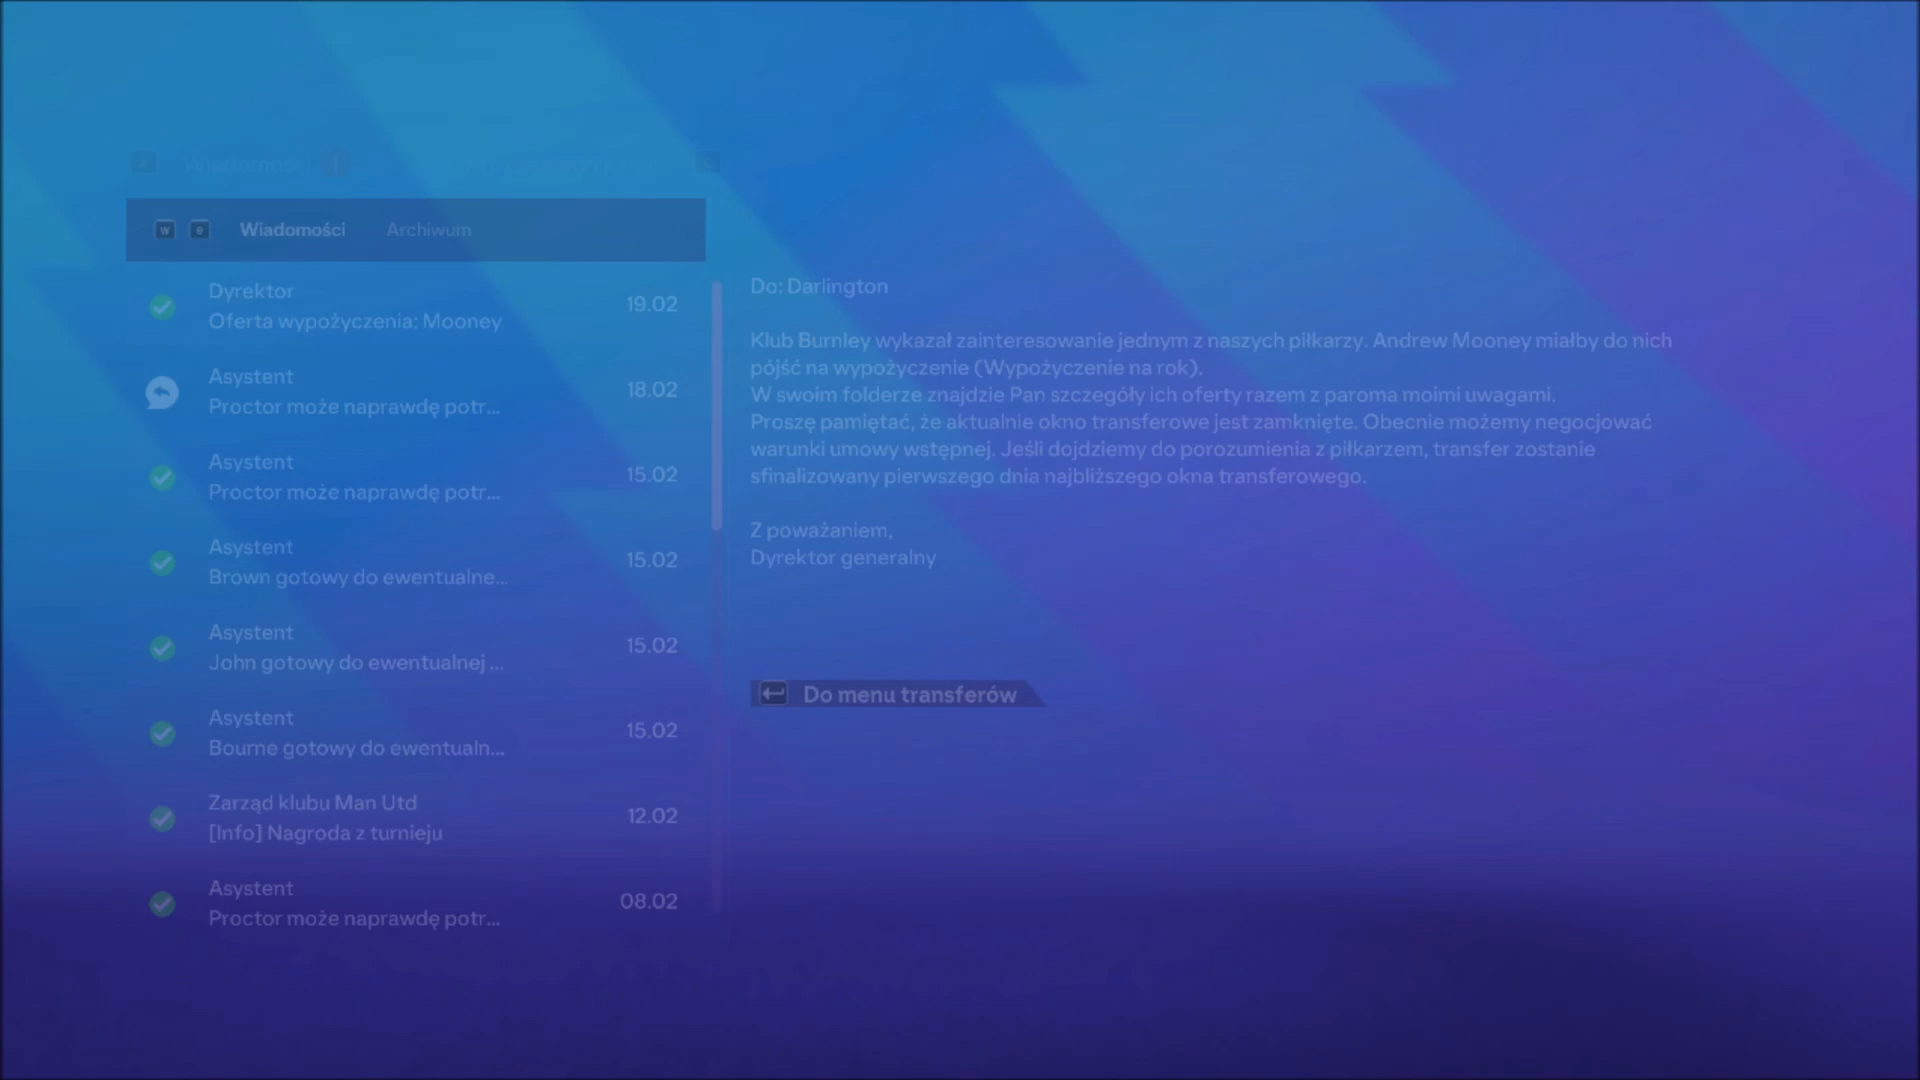 Wiadomości
w e Wiadomości Archiwum
Dyrektor
Oferta wypożyczenia: Mooney
19.02
Asystent
Proctor może naprawdę potr...
18.02
Asystent
Proctor może naprawdę potr...
15.02
Asystent
Brown gotowy do ewentualne...
15.02
Asystent
John gotowy do ewentualnej ...
15.02
Asystent
Bourne gotowy do ewentualn...
15.02
Zarząd klubu Man Utd
[Info] Nagroda z turnieju
12.02
Asystent
Proctor może naprawdę potr...
08.02
Do: Darlington
Klub Burnley wykazał zainteresowanie jednym z naszych piłkarzy. Andrew Mooney miałby do nich
pójść na wypożyczenie (Wypożyczenie na rok).
W swoim folderze znajdzie Pan szczegóły ich oferty razem z paroma moimi uwagami.
Proszę pamiętać, że aktualnie okno transferowe jest zamknięte. Obecnie możemy negocjować
warunki umowy wstępnej. Jeśli dojdziemy do porozumienia z piłkarzem, transfer zostanie
sfinalizowany pierwszego dnia najbliższego okna transferowego.
Z poważaniem,
Dyrektor generalny
Do menu transferów